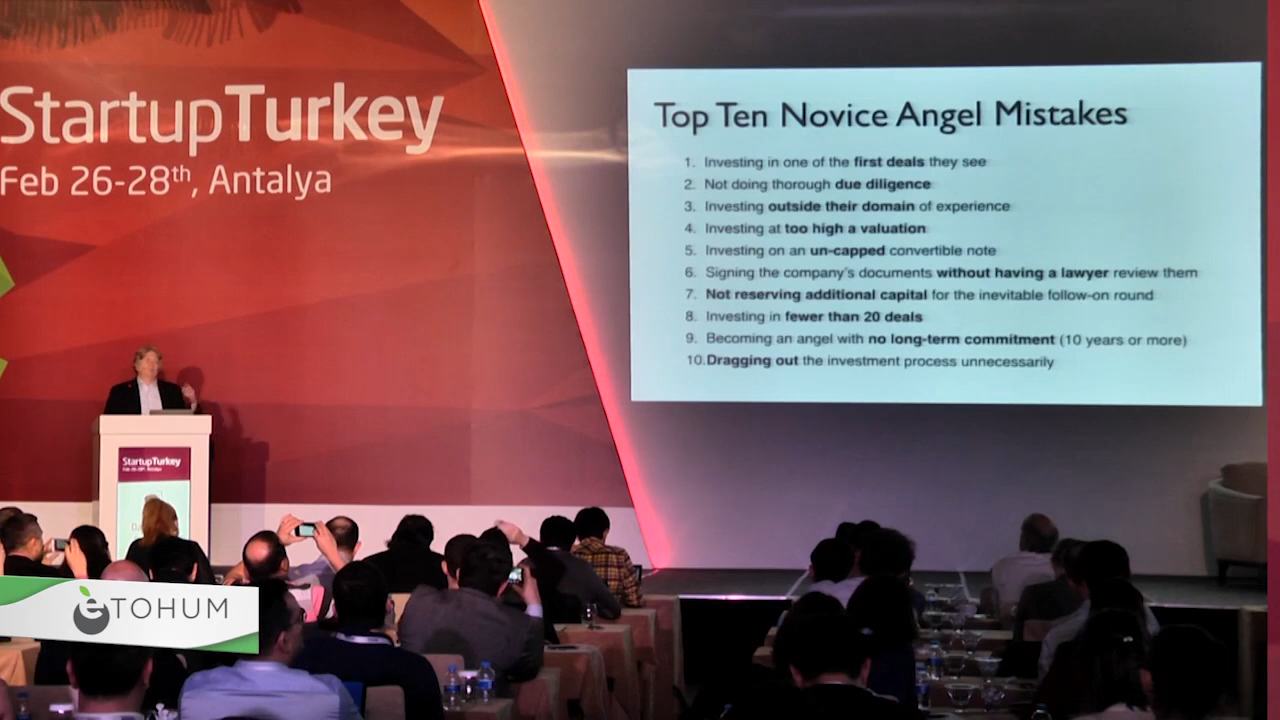 StartupTurkey
Feb 26-28th, Antalya
Top Ten Novice Angel Mistakes
1. Investing in one of the first deals they see
2. Not doing thorough due diligence
3. Investing outside their domain of experience
4. Investing at too high a valuation
5. Investing on an un-capped convertible note
6. Signing the company's documents without having a lawyer review them
7. Not reserving additional capital for the inevitable follow-on round
8. Investing in fewer than 20 deals
9. Becoming an angel with no long-term commitment (10 years or more)
10. Dragging out the investment process unnecessarily
StartupTurkey
Feb 26-28th, Antalya
eTOHUM